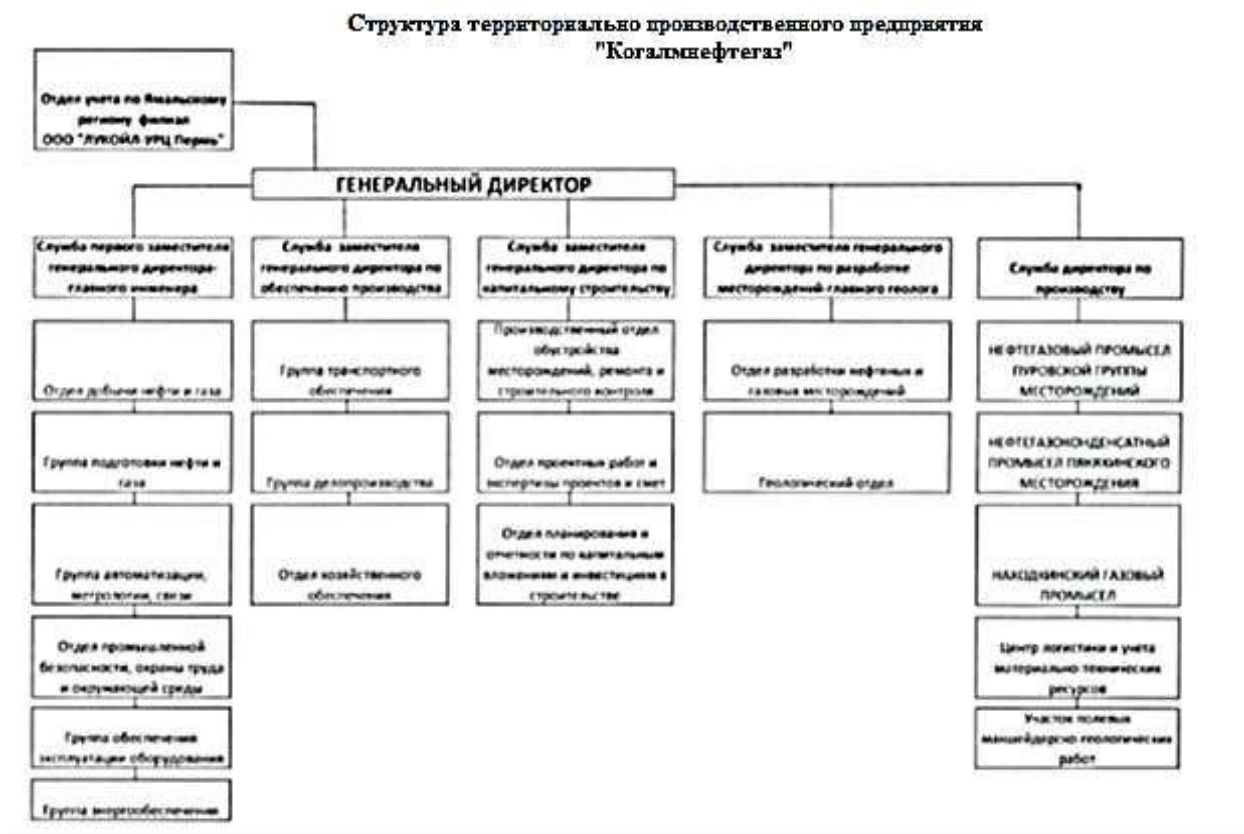 Структура территориально производственного предприятия
"Когалмнефтегаз"
Отдел учета по Ямальскому
региону филиал
ООО "ЛУКОЙЛ-УРЦ Пермь"
ГЕНЕРАЛЬНЫЙ ДИРЕКТОР
Служба первого заместителя
генерального директора-
главного инженера
Отдел добычи нефти и газа
Группа подготовки нефти и
газа
Группа автоматизации,
метрологии, связи
Отдел промышленной
безопасности, охраны труда
и окружающей среды
Группа обеспечения
эксплуатации оборудования
Группа энергообеспечения
Служба заместителя
генерального директора по
обеспечению производства
Группа транспортного
обеспечения
Группа делопроизводства
Отдел хозяйственного
обеспечения
Служба заместителя
генерального директора по
капитальному строительству
Производственный отдел
обустройства
месторождений, ремонта и
строительного контроля
Отдел проектных работ и
экспертизы проектов и смет
Отдел планирования и
отчетности по капитальным
вложениям и инвестициям в
строительстве
Служба заместителя генерального
директора по разработке
месторождений-главного геолога
Отдел разработки нефтяных и
газовых месторождений
Геологический отдел
Служба директора по
производству
НЕФТЕГАЗОВЫЙ ПРОМЫСЕЛ
ПУРОВСКОЙ ГРУППЫ
МЕСТОРОЖДЕНИЙ
НЕФТЕГАЗОКОНДЕНСАТНЫЙ
ПРОМЫСЕЛ ПЯКЯХИНСКОГО
МЕСТОРОЖДЕНИЯ
НАХОДКИНСКИЙ ГАЗОВЫЙ
ПРОМЫСЕЛ
Центр логистики и учета
материально технических
ресурсов
Участок полевых
маркшейдерско геологических
работ